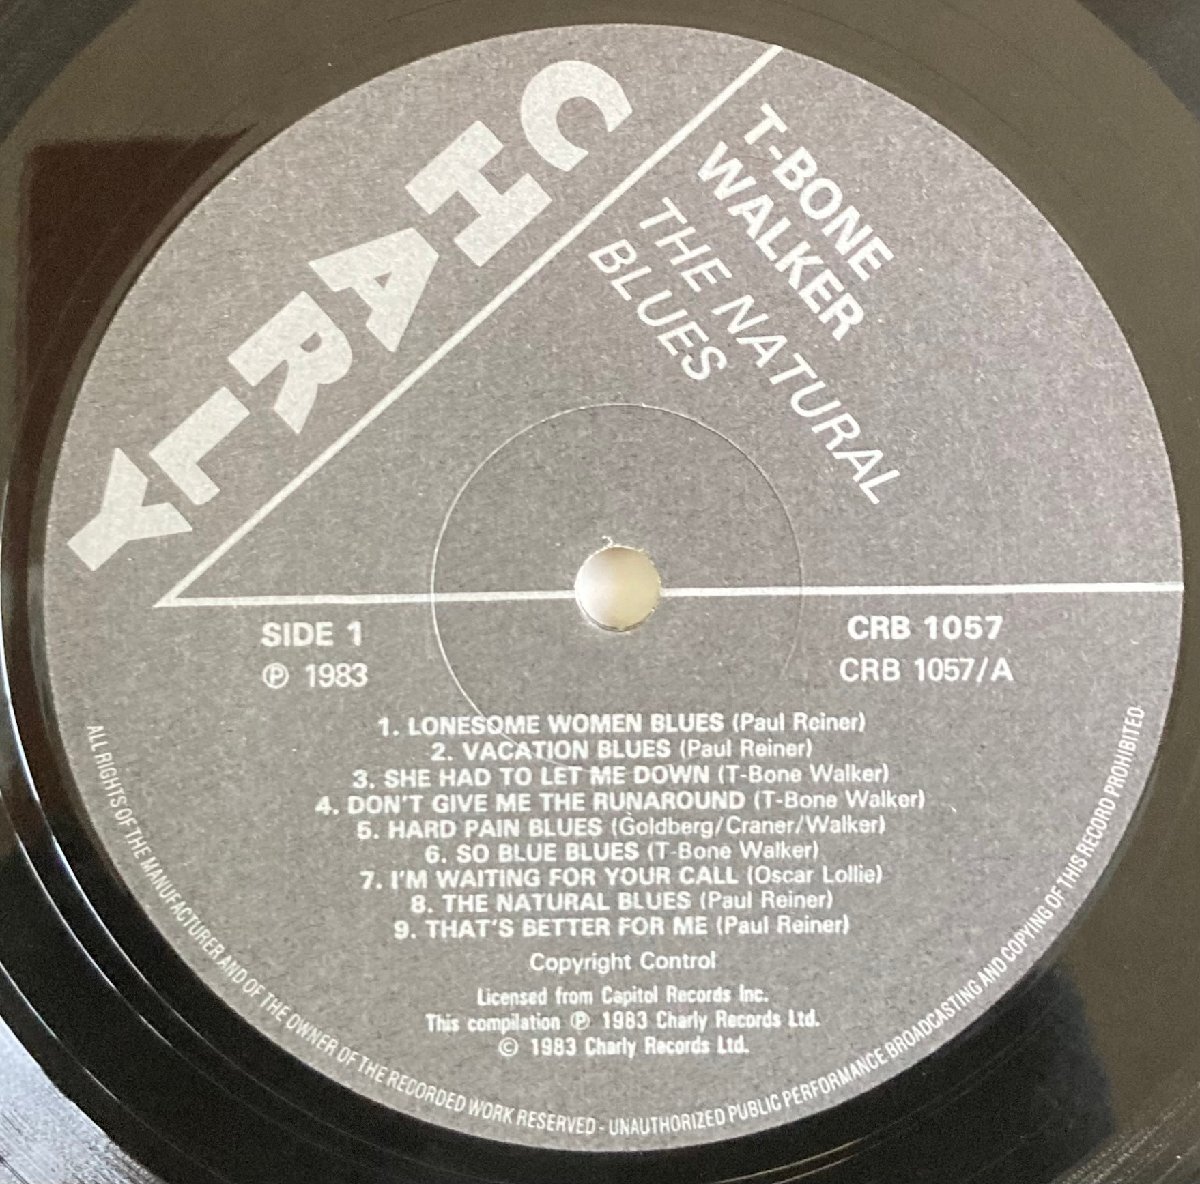 CHARLY
T-BONE
WALKER
THE NATURAL
BLUES
SIDE 1
℗ 1983
CRB 1057
CRB 1057/A
1. LONESOME WOMEN BLUES (Paul Reiner)
2. VACATION BLUES (Paul Reiner)
3. SHE HAD TO LET ME DOWN (T-Bone Walker)
4. DON'T GIVE ME THE RUNAROUND (T-Bone Walker)
5. HARD PAIN BLUES (Goldberg/Craner/Walker)
6. SO BLUE BLUES (T-Bone Walker)
7. I'M WAITING FOR YOUR CALL (Oscar Lollie)
8. THE NATURAL BLUES (Paul Reiner)
9. THAT'S BETTER FOR ME (Paul Reiner)
Copyright Control
Licensed from Capitol Records Inc.
This compilation ℗ 1983 Charly Records Ltd.
© 1983 Charly Records Ltd.
ALL RIGHTS OF THE MANUFACTURER AND OF THE OWNER OF THE RECORDED WORK RESERVED - UNAUTHORIZED PUBLIC PERFORMANCE BROADCASTING AND COPYING OF THIS RECORD PROHIBITED